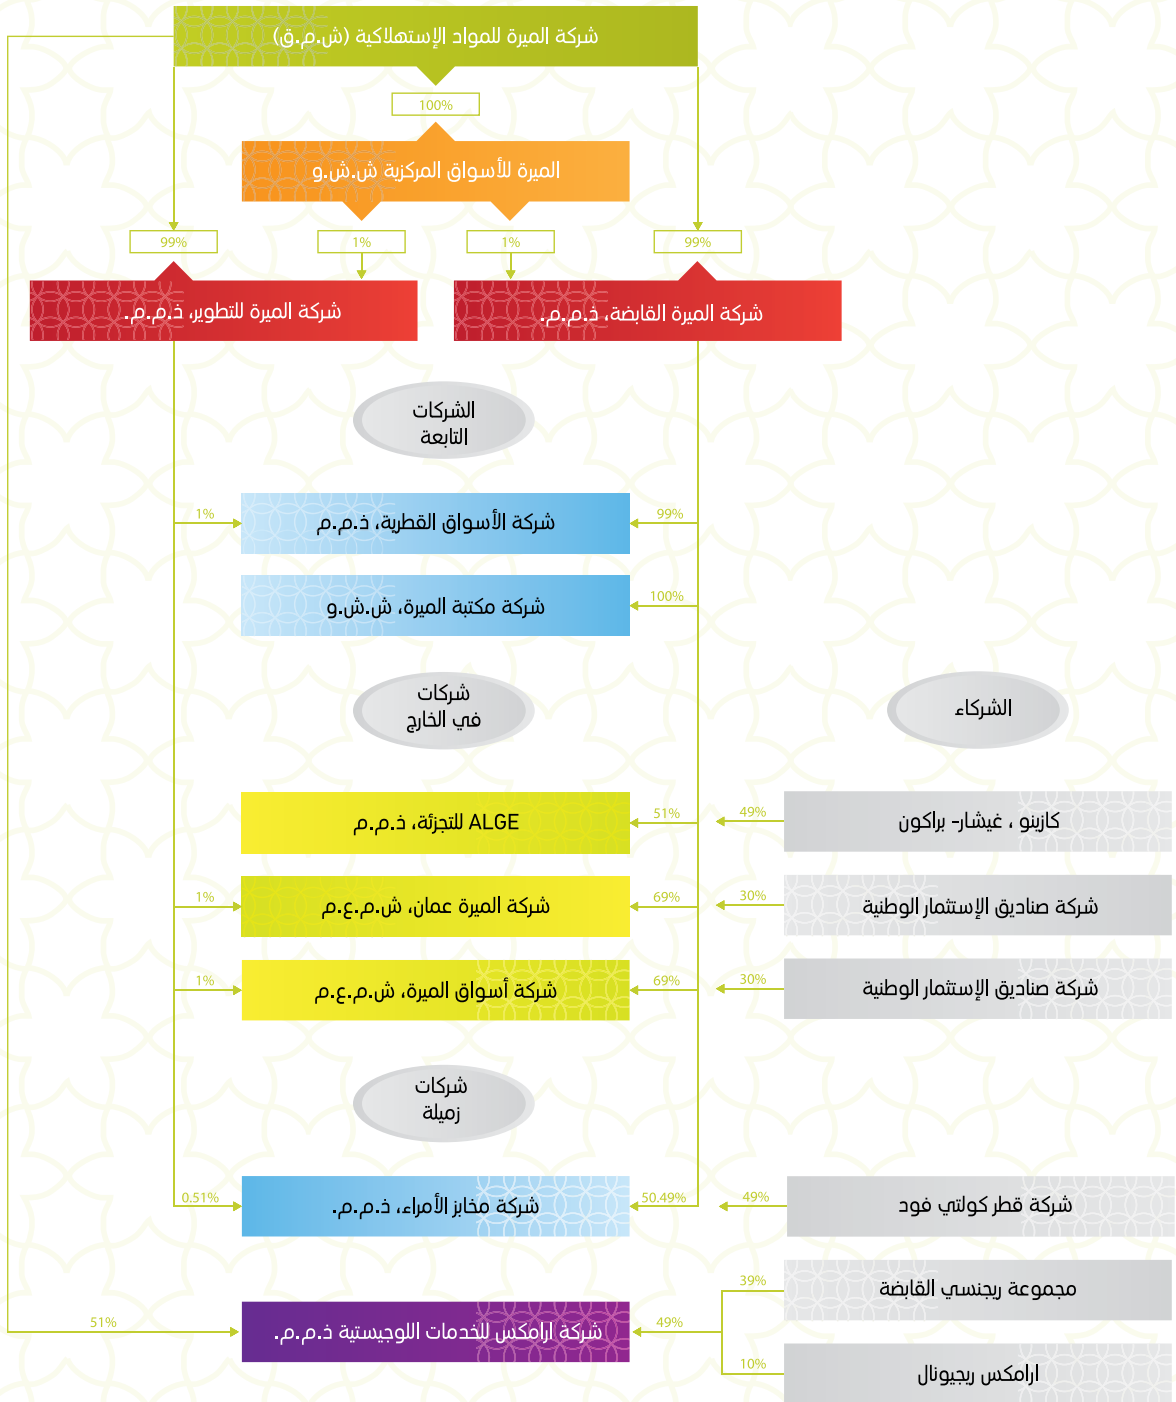 شركة الميرة للمواد الإستهلاكية (ش.م.ق)
100%
الميرة للأسواق المركزية ش.ش.و
99%
1%
1%
99%
شركة الميرة القابضة، ذ.م.م.
شركة الميرة للتطوير، ذ.م.م.
الشركات
التابعة
1%
شركة الأسواق القطرية، ذ.م.م
99%
شركة مكتبة الميرة، ش.ش.و
100%
شركات
في الخارج
الشركاء
ALGE للتجزئة، ذ.م.م
51%
49%
كازينو ، غيشار- براكون
1%
شركة الميرة عمان، ش.م.ع.م
69%
30%
شركة صناديق الإستثمار الوطنية
1%
شركة أسواق الميرة، ش.م.ع.م
69%
30%
شركة صناديق الإستثمار الوطنية
شركات
زميلة
0.51%
شركة مخابز الأمراء، ذ.م.م.
50.49%
49%
شركة قطر كولتي فود
39%
مجموعة ريجنسي القابضة
51%
شركة ارامكس للخدمات اللوجيستية ذ.م.م.
49%
10%
ارامكس ريجيونال